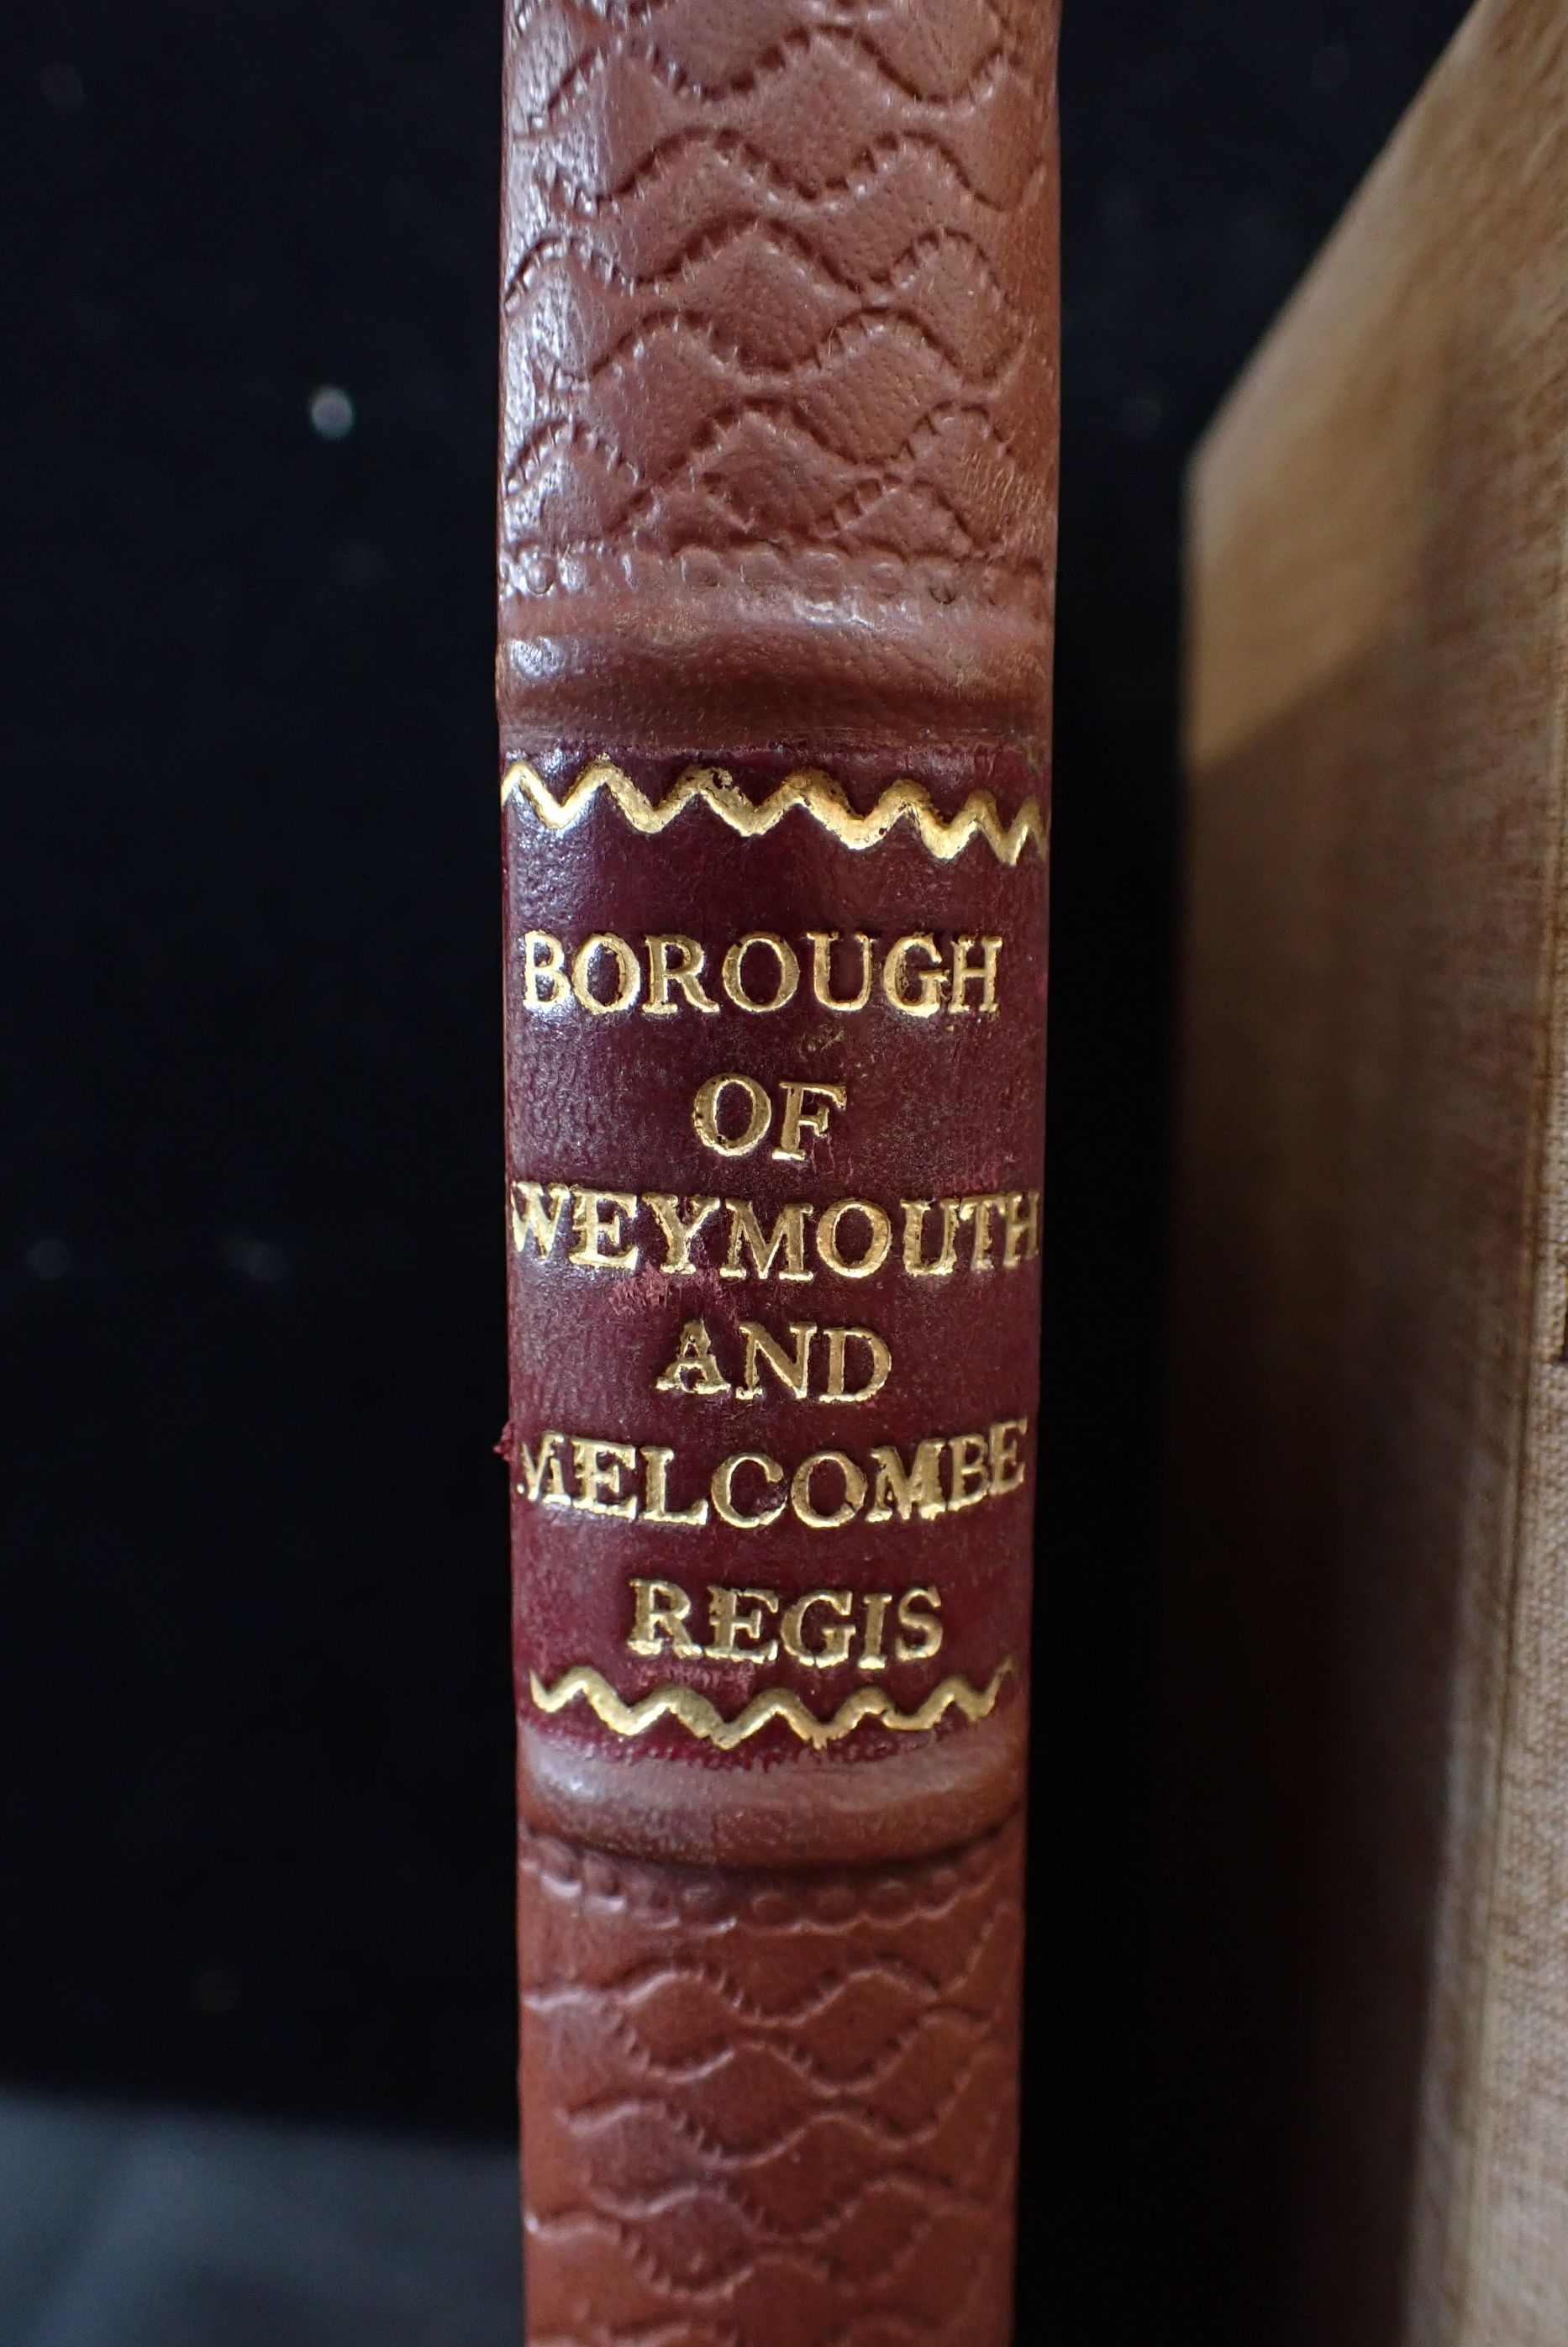 BOROUGH
OF
WEYMOUTH
AND
MELCOMBE
REGIS